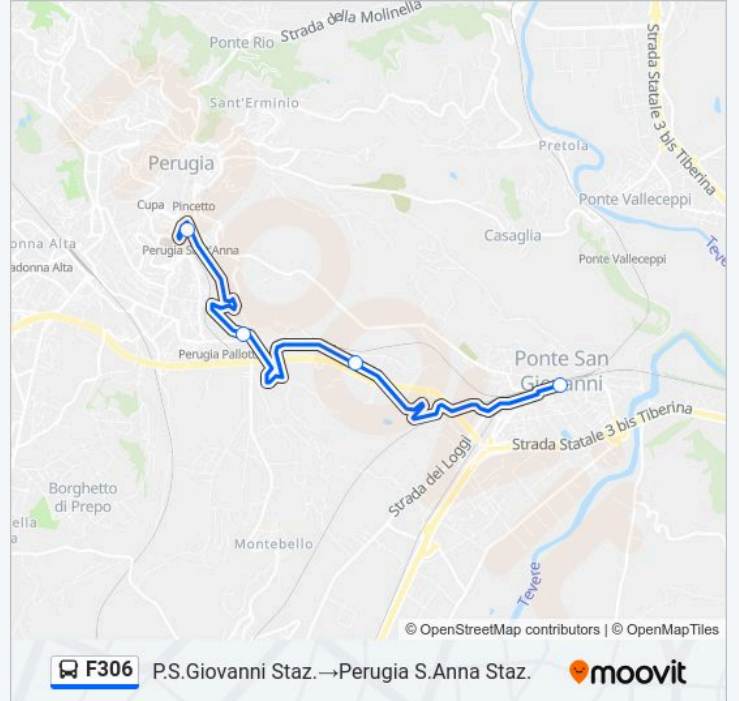 Strada della Molinella
Ponte Rio
Strada Statale 3 bis Tiberina
Sant'Erminio
Pretola
Perugia
Ponte Valleceppi
Cupa
Pincetto
Casaglia
onna Alta
Perugia Sant'Anna
Ponte Valleceppi
Teve
adonna Alta
Perugia Pallott
Ponte San
Giovanni
Strada Statale 3 bis Tiberina
Strada dei Loggi
Borghetto
di Prepo
ella
a
Montebello
Tevere
© OpenStreetMap contributors | © OpenMapTiles
F306 P.S.Giovanni Staz.→Perugia S.Anna Staz. moovit